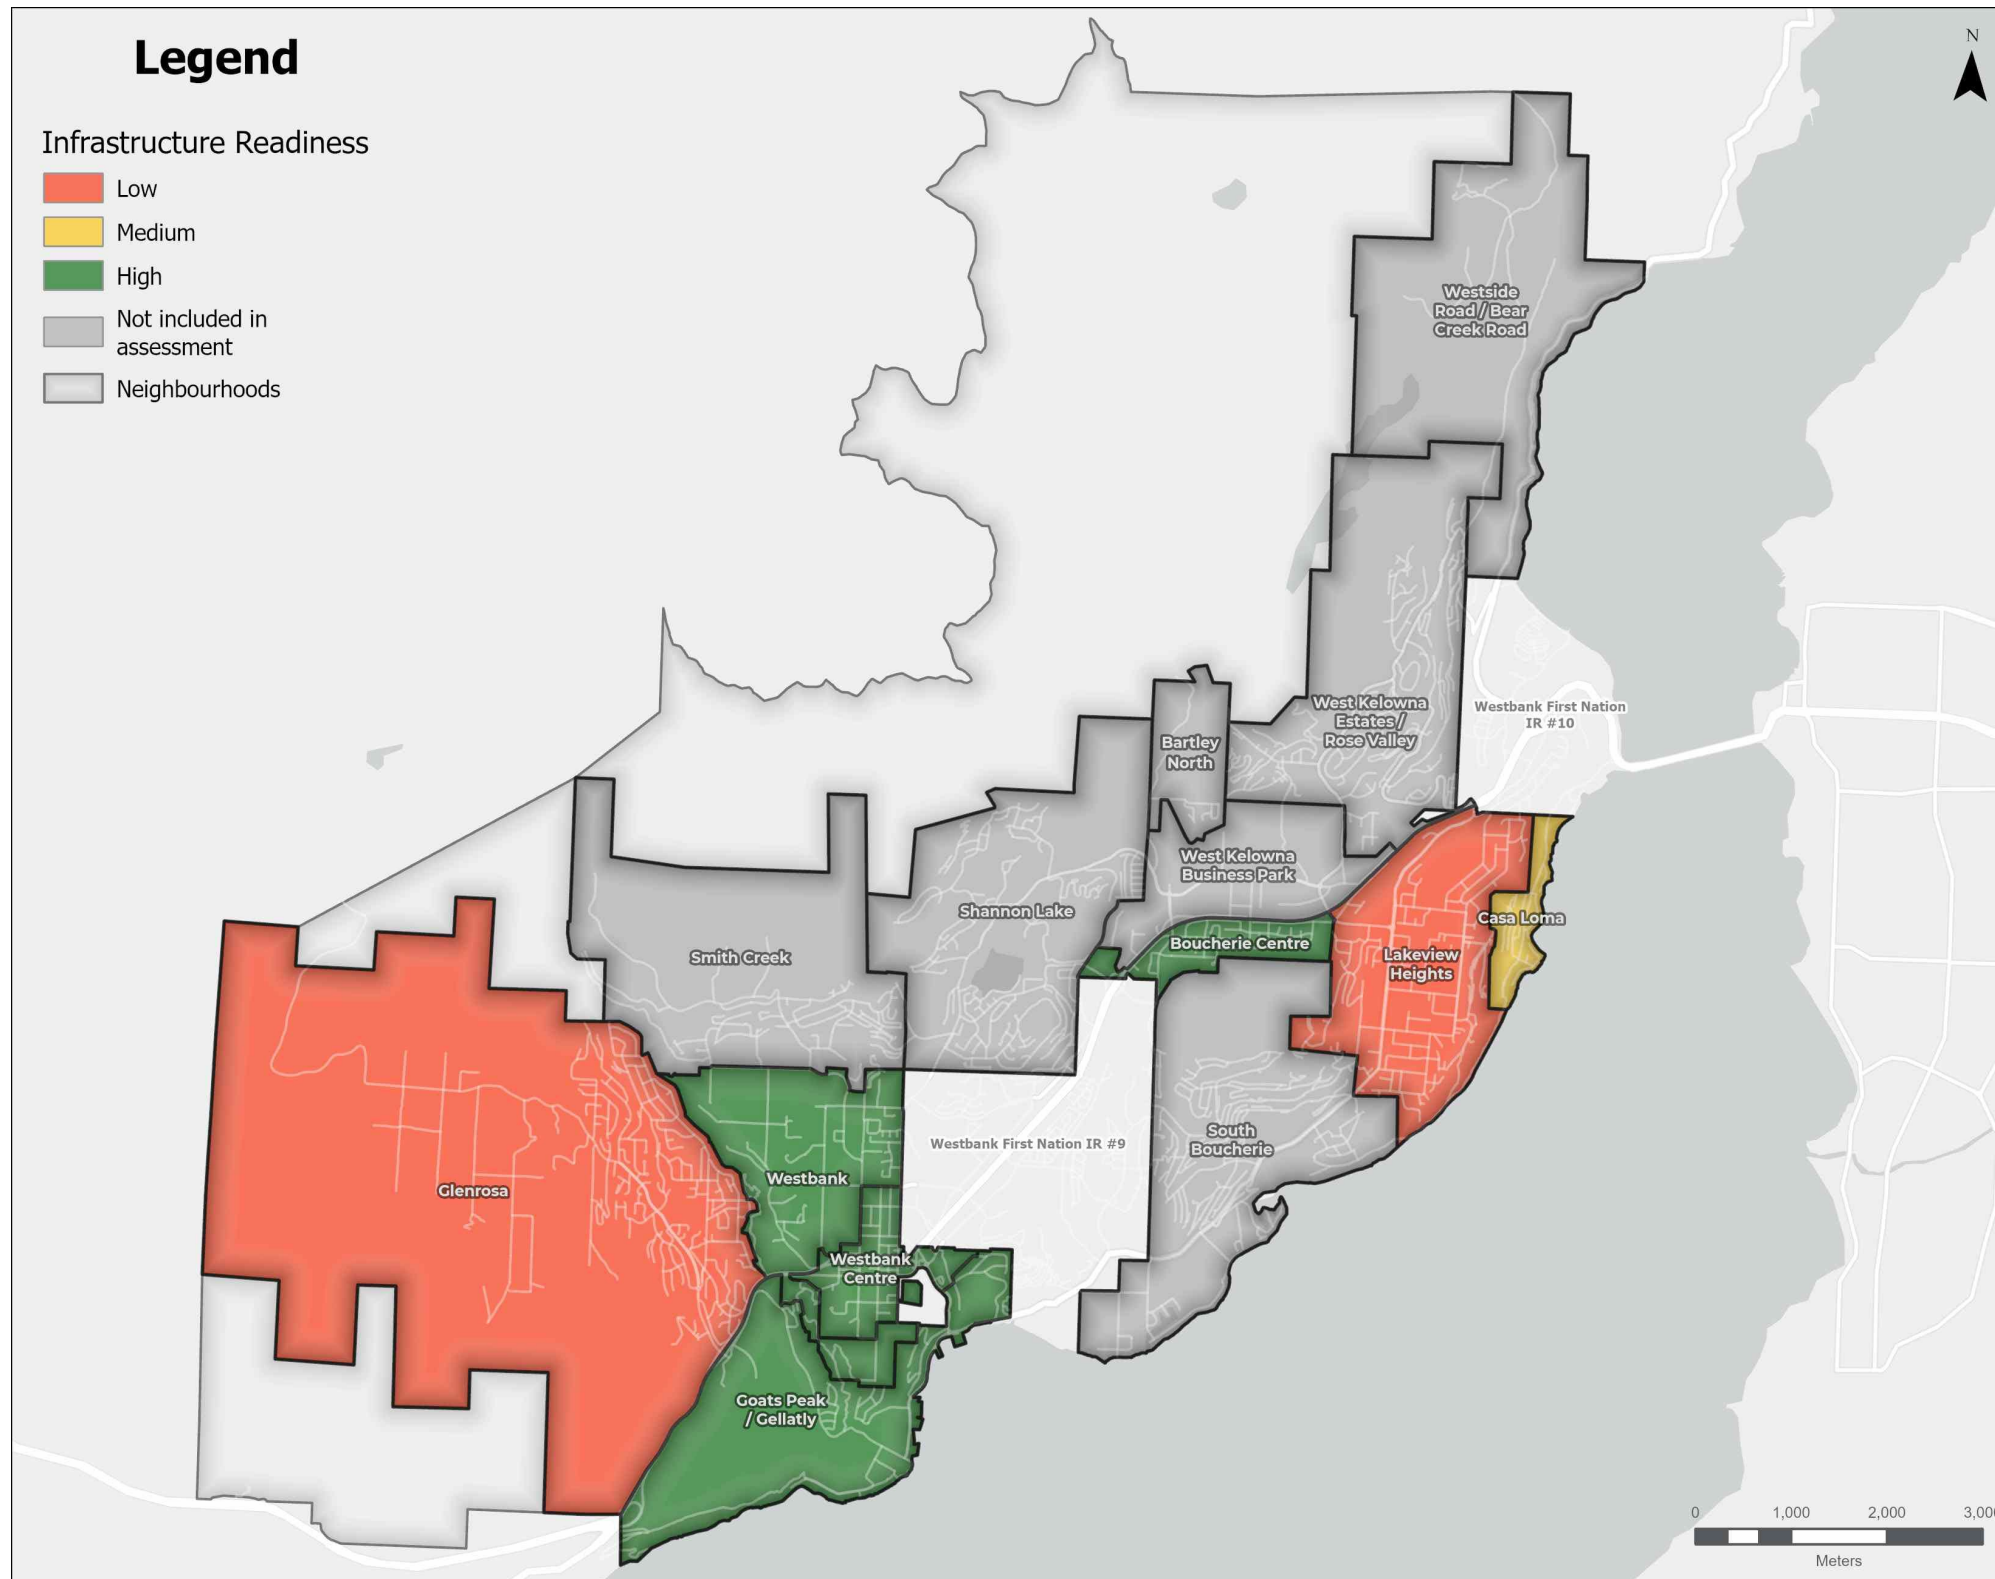 Legend
Infrastructure Readiness
Low
Medium
High
Not included in
assessment
Neighbourhoods
N
Westside
Road / Bear
Creek Road
West Kelowna
Estates /
Rose Valley
Westbank First Nation
IR #10
Bartley
North
West Kelowna
Business Park
Shannon Lake
Casa Loma
Boucherie Centre
Smith Creek
Lakeview
Heights
South
Boucherie
Westbank First Nation IR #9
Westbank
Glenrosa
Westbank
Centre
Goats Peak
/ Gellatly
0 1,000 2,000 3,00
Meters